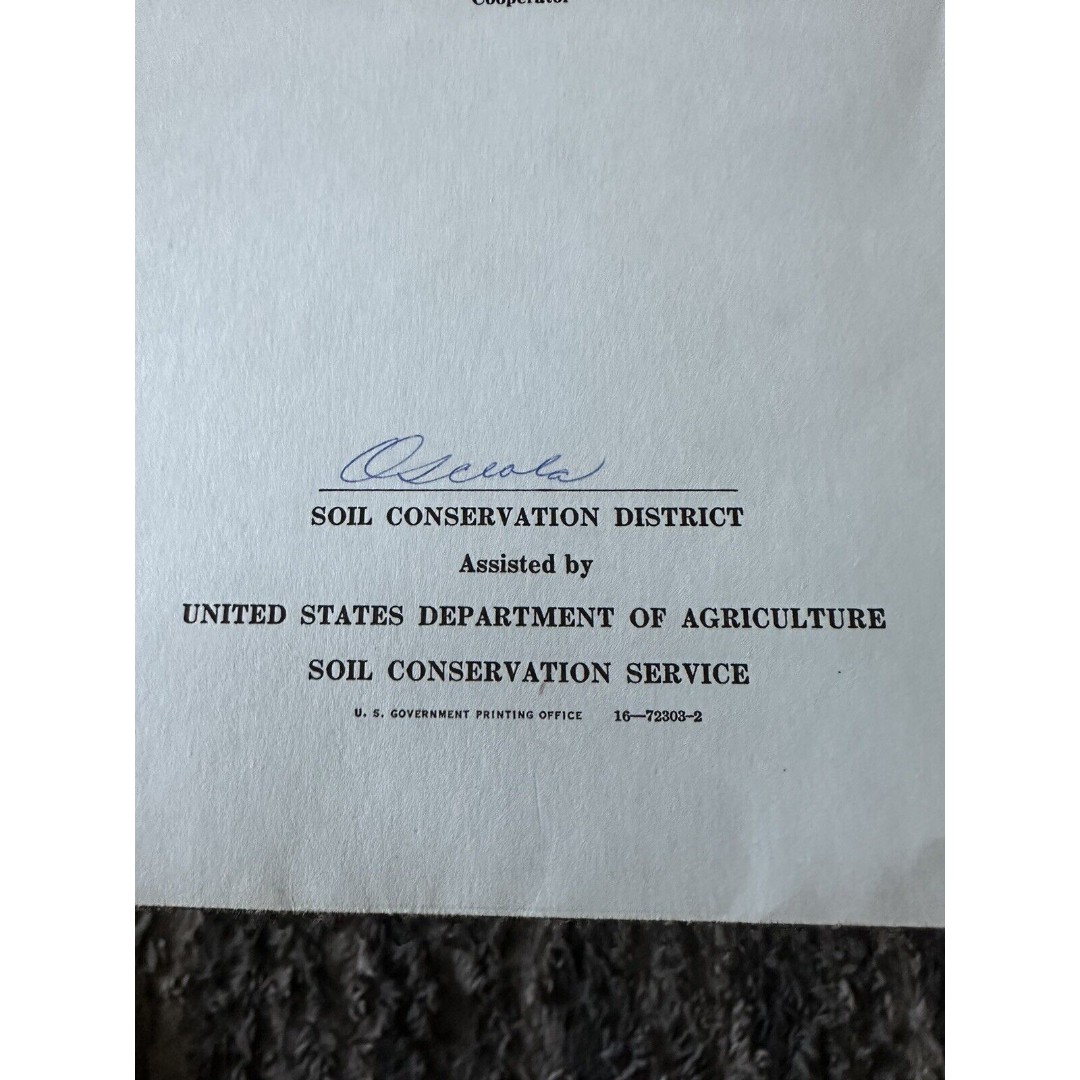 Cooperator
Osceola
SOIL CONSERVATION DISTRICT
Assisted by
UNITED STATES DEPARTMENT OF AGRICULTURE
SOIL CONSERVATION SERVICE
U. S. GOVERNMENT PRINTING OFFICE 16—72303-2